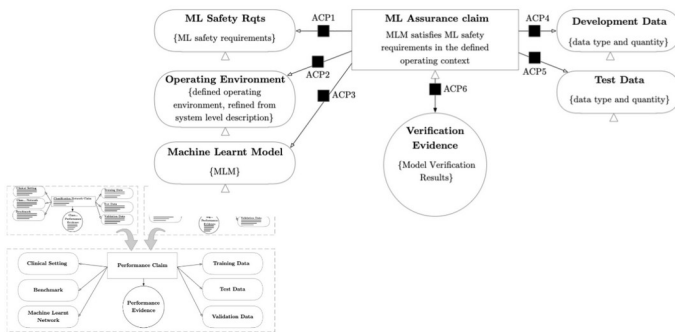 ML Safety Rqts
{ML safety requirements}
ACP1
ML Assurance claim
MLM satisfies ML safety
requirements in the defined
operating context
ACP4
Development Data
{data type and quantity}
ACP2
ACP5
Operating Environment
{defined operating
environment, refined from
system level description}
ACP3
ACP6
Test Data
{data type and quantity}
Verification
Evidence
{Model Verification
Results}
Machine Learnt Model
{MLM}
Clinical Setting
Performance Claim
Training Data
Benchmark
Performance
Evidence
Test Data
Machine Learnt
Network
Validation Data